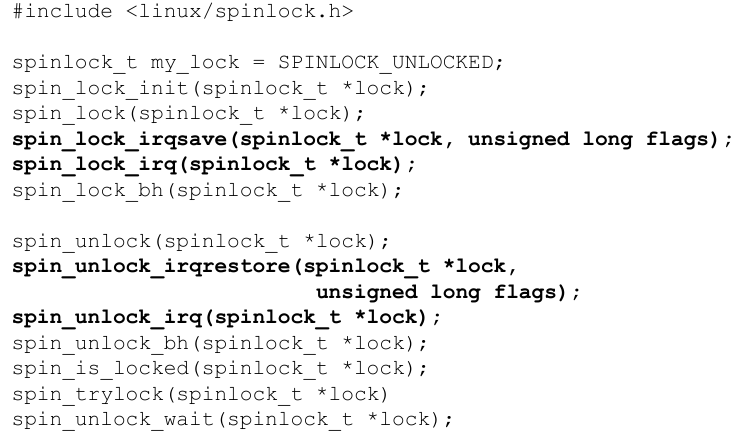 #include <linux/spinlock.h>
spinlock_t my_lock = SPINLOCK_UNLOCKED;
spin_lock_init(spinlock_t *lock);
spin_lock(spinlock_t *lock);
spin_lock_irqsave(spinlock_t *lock, unsigned long flags);
spin_lock_irq(spinlock_t *lock);
spin_lock_bh(spinlock_t *lock);
spin_unlock(spinlock_t *lock);
spin_unlock_irqrestore(spinlock_t *lock,
unsigned long flags);
spin_unlock_irq(spinlock_t *lock);
spin_unlock_bh(spinlock_t *lock);
spin_is_locked(spinlock_t *lock);
spin_trylock(spinlock_t *lock)
spin_unlock_wait(spinlock_t *lock);